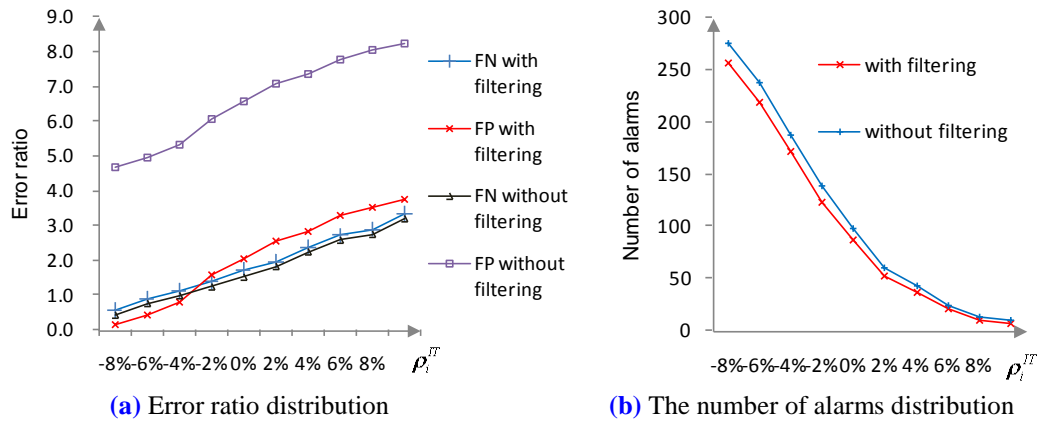 9.0
8.0
7.0
6.0
5.0
4.0
3.0
2.0
1.0
0.0
Error ratio
-8%-6%-4%-2% 0% 2% 4% 6% 8%
FN with
filtering
FP with
filtering
FN without
filtering
FP without
filtering
(a) Error ratio distribution
300
250
200
150
100
50
0
Number of alarms
-8%-6%-4%-2% 0% 2% 4% 6% 8%
with filtering
without filtering
(b) The number of alarms distribution